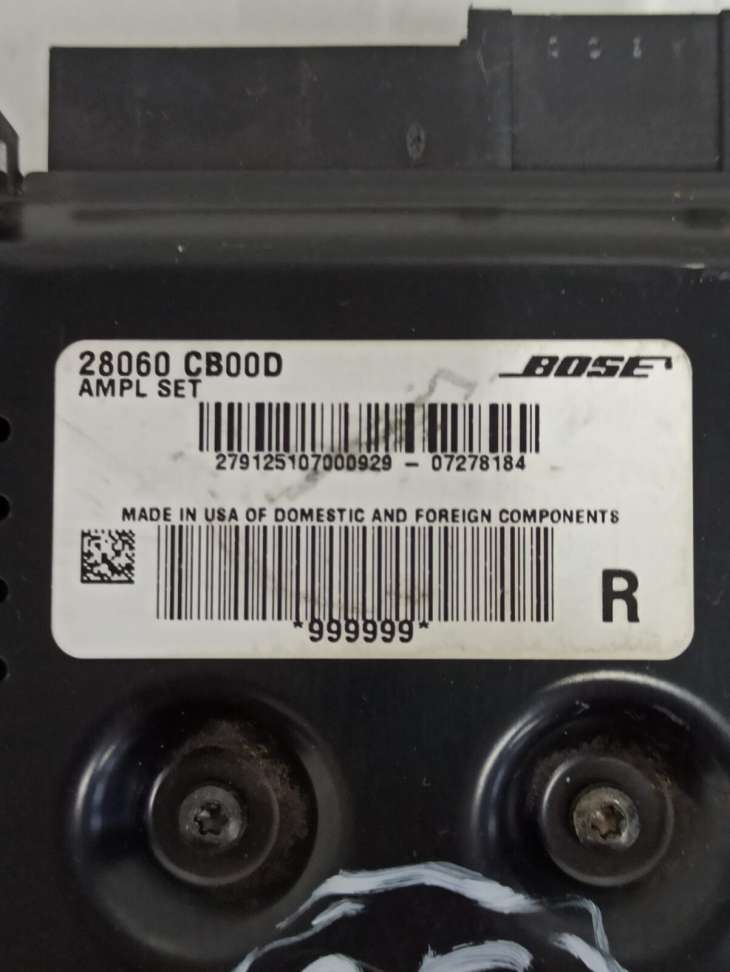 28060 CB00D
BOSE
AMPL SET
279125107000929 - 07278184
MADE IN USA OF DOMESTIC AND FOREIGN COMPONENTS
R
*999999*